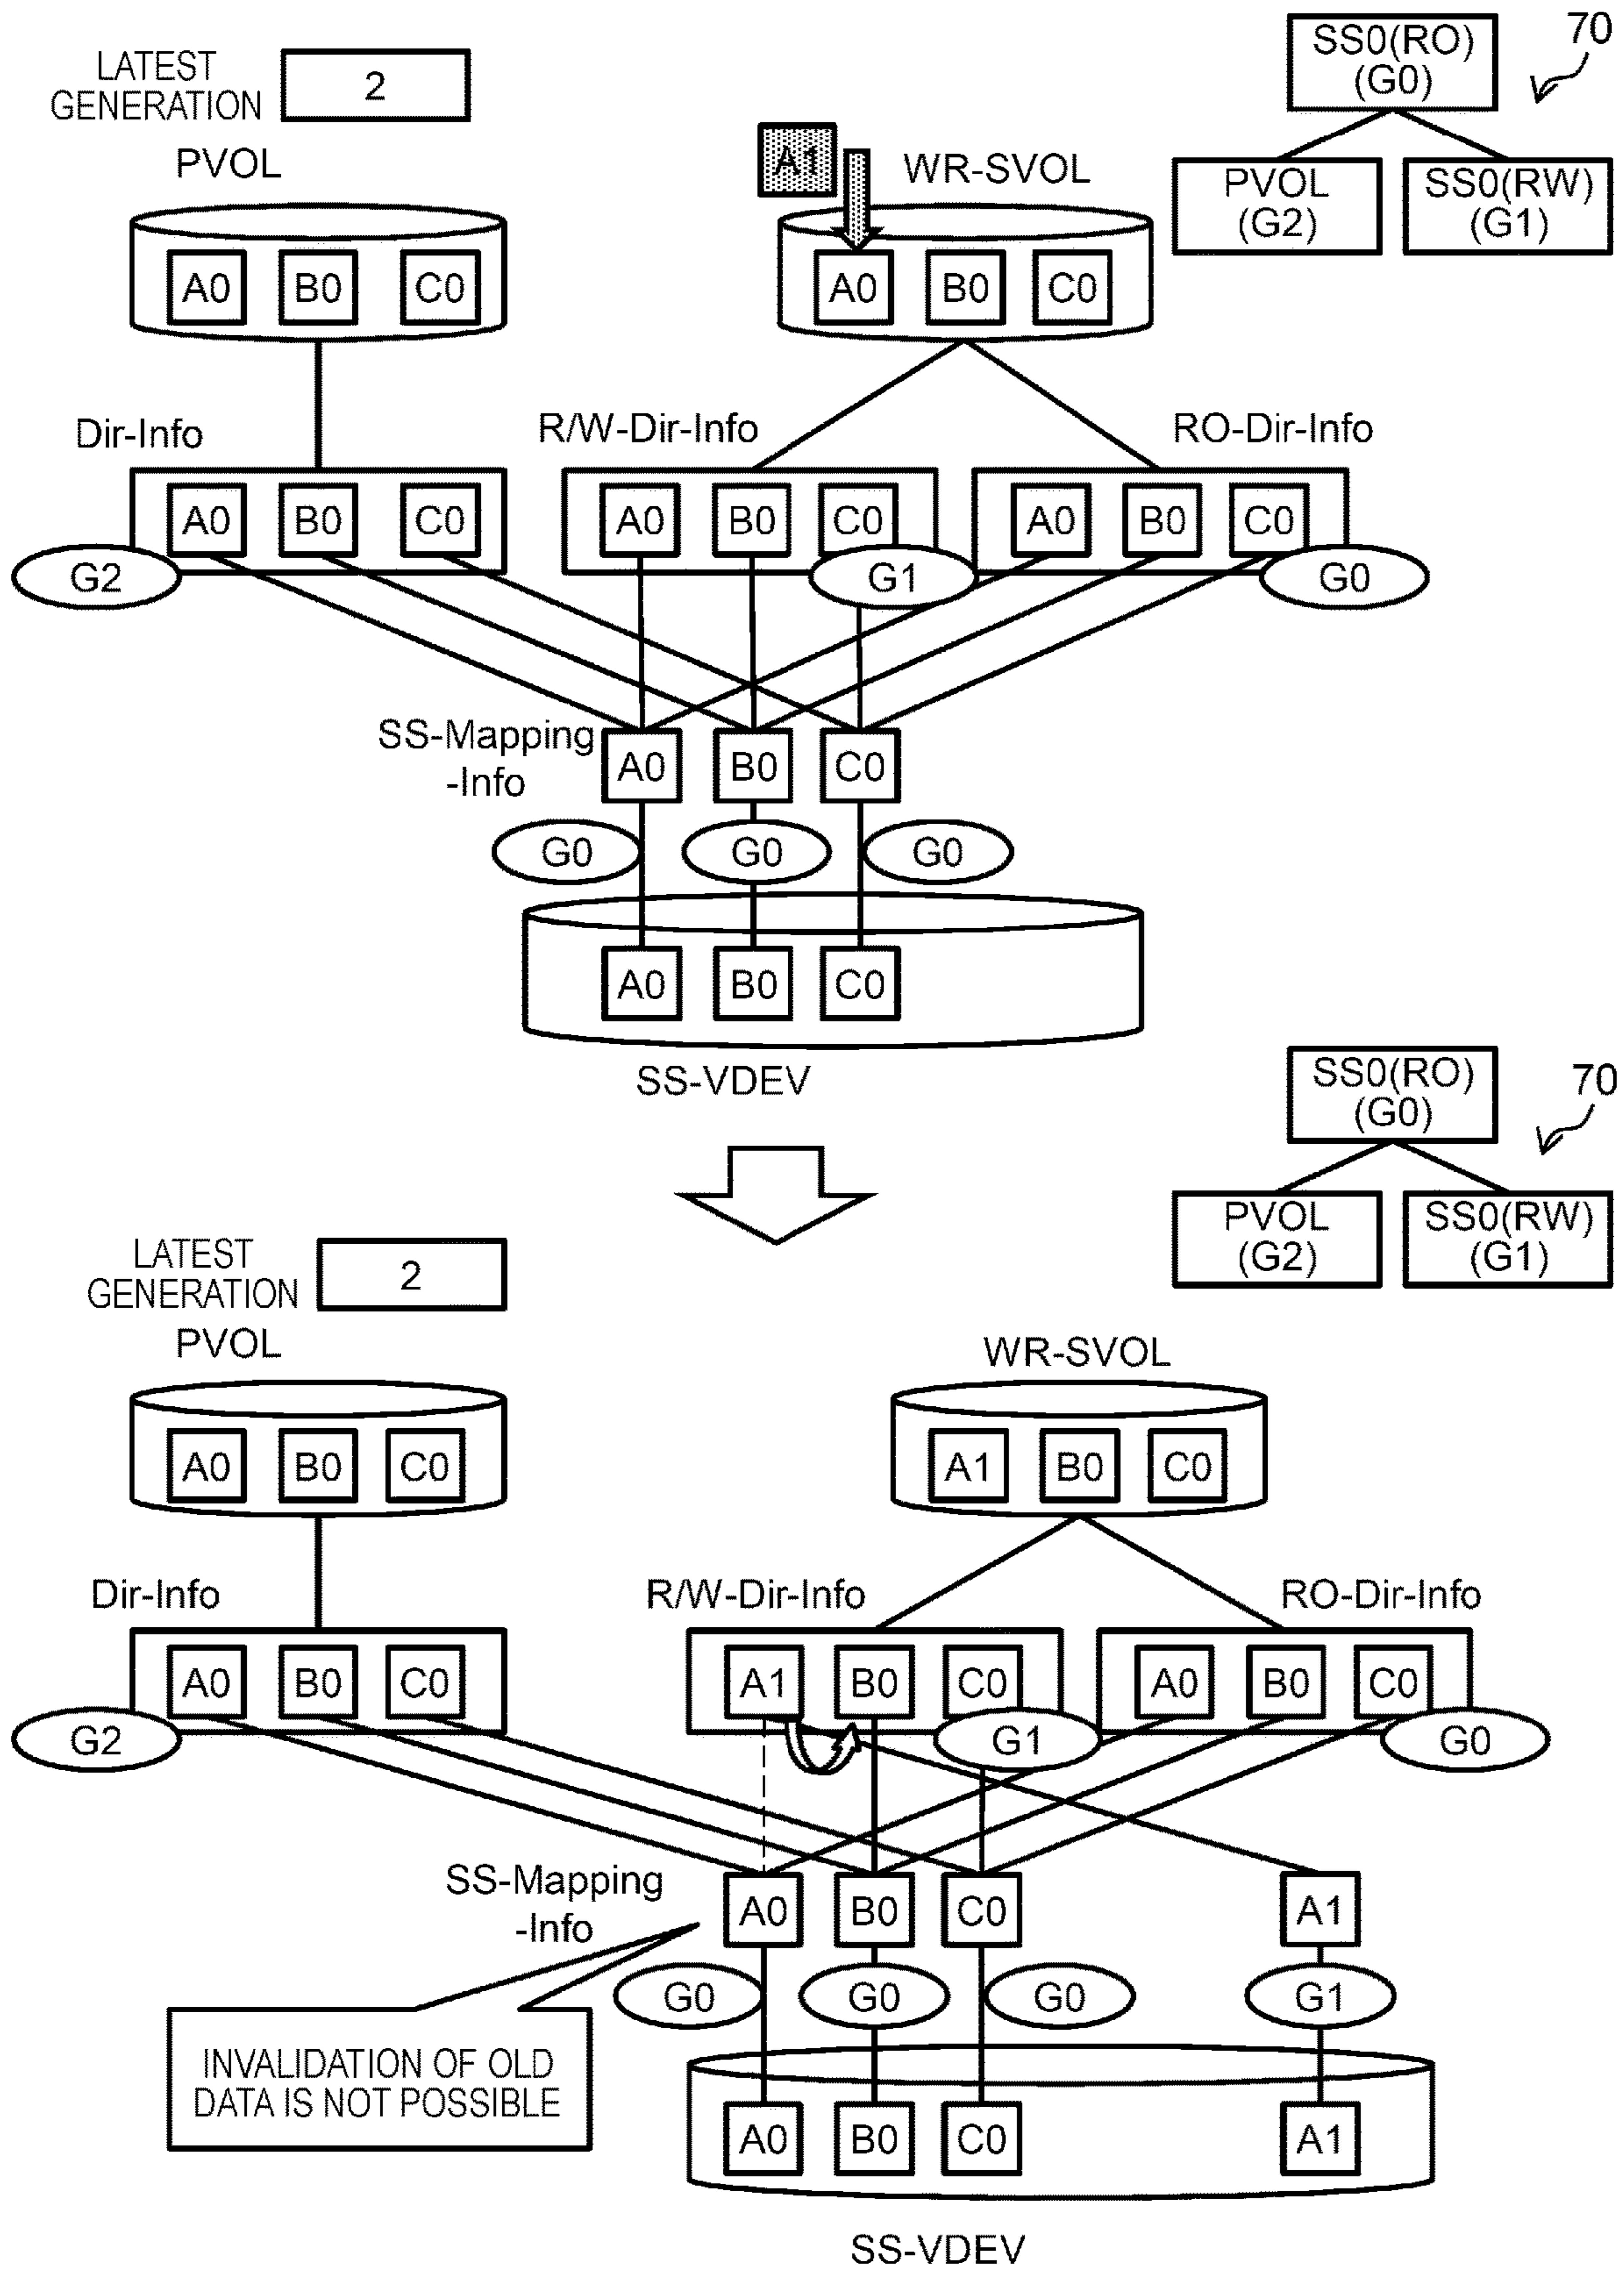 SS0(RO)
(G0)
70
LATEST
GENERATION
2
PVOL
(G2)
SS0(RW)
(G1)
PVOL
A1
WR-SVOL
A0 B0 C0
A0 B0 C0
Dir-Info
R/W-Dir-Info
RO-Dir-Info
A0 B0 C0
A0 B0 C0
A0 B0 C0
G2
G1
G0
SS-Mapping
-Info
A0 B0 C0
G0 G0 G0
A0 B0 C0
SS-VDEV
SS0(RO)
(G0)
70
PVOL
(G2)
SS0(RW)
(G1)
LATEST
GENERATION
2
PVOL
WR-SVOL
A0 B0 C0
A1 B0 C0
Dir-Info
R/W-Dir-Info
RO-Dir-Info
A0 B0 C0
A1 B0 C0
A0 B0 C0
G2
G1
G0
SS-Mapping
-Info
A0 B0 C0 A1
G0 G0 G0 G1
INVALIDATION OF OLD
DATA IS NOT POSSIBLE
A0 B0 C0 A1
SS-VDEV